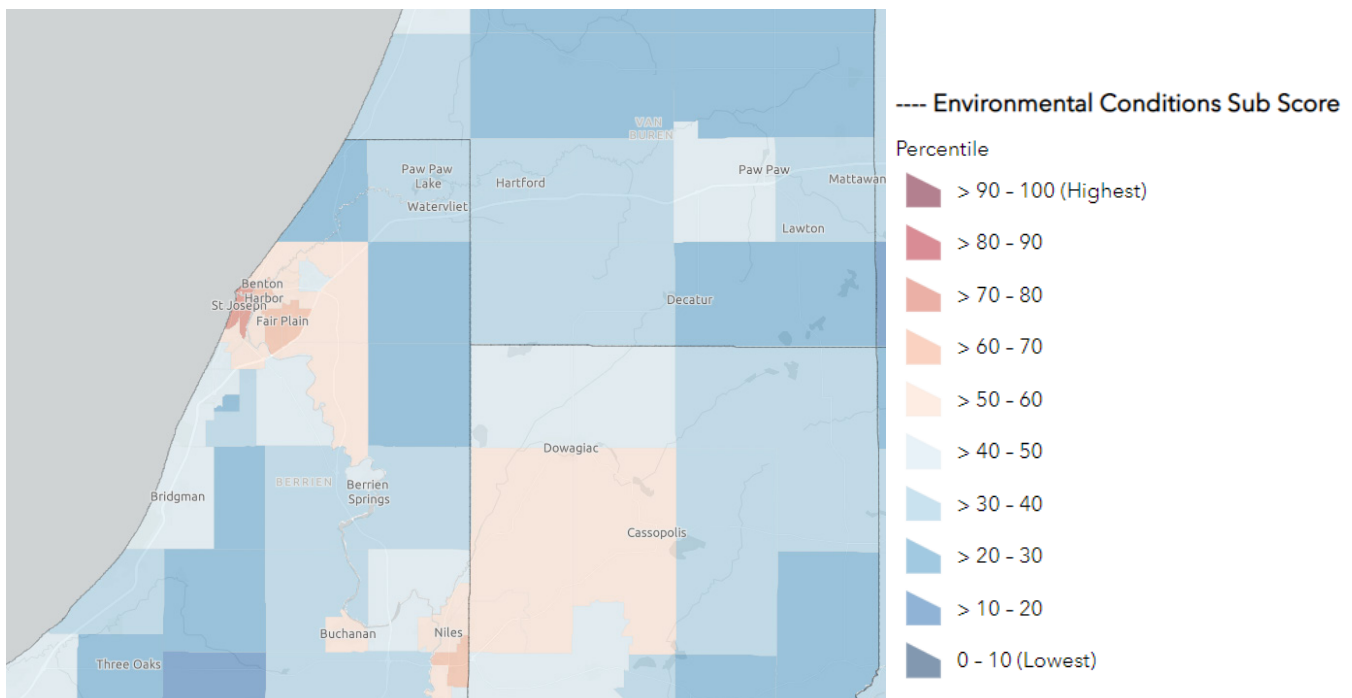 VAN
BUREN
Paw Paw
Lake
Hartford
Paw Paw
Mattawan
Watervliet
Lawton
Benton
Harbor
St Joseph
Fair Plain
Decatur
Dowagiac
BERRIEN
Berrien
Springs
Bridgman
Cassopolis
Buchanan
Niles
Three Oaks
---- Environmental Conditions Sub Score
Percentile
> 90 - 100 (Highest)
> 80 - 90
> 70 - 80
> 60 - 70
> 50 - 60
> 40 - 50
> 30 - 40
> 20 - 30
> 10 - 20
0 - 10 (Lowest)